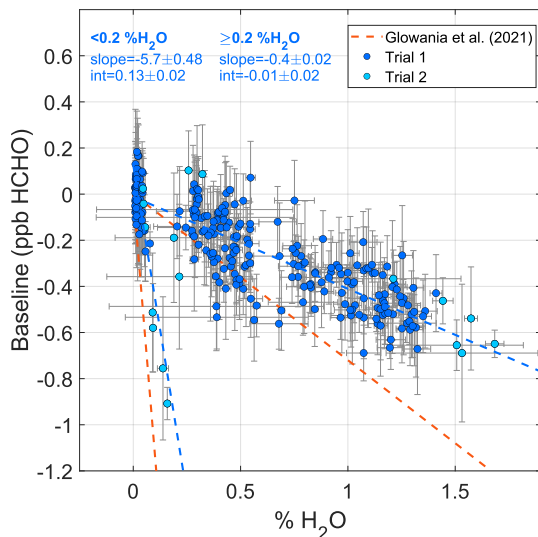 <0.2 %H2O
slope=-5.7±0.48
int=0.13±0.02
≥0.2 %H2O
slope=-0.4±0.02
int=-0.01±0.02
Glowania et al. (2021)
Trial 1
Trial 2
Baseline (ppb HCHO)
0.6
0.4
0.2
0
-0.2
-0.4
-0.6
-0.8
-1
-1.2
0
0.5
1
1.5
% H2O